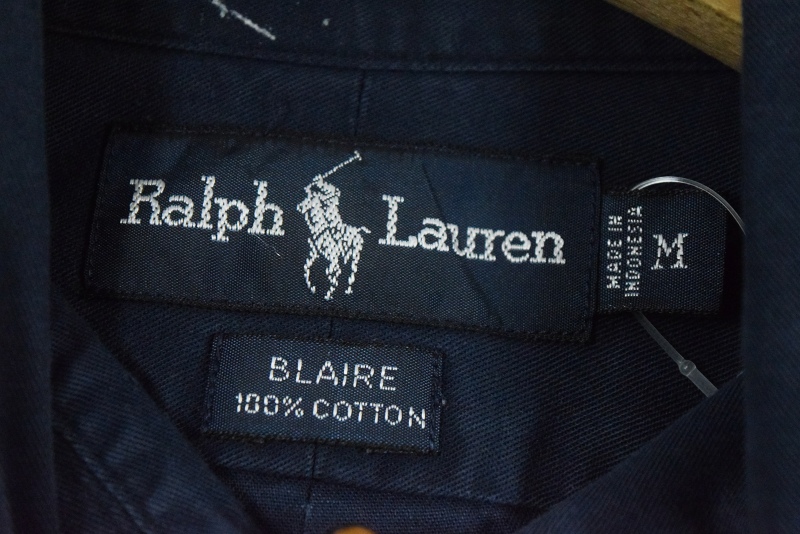 Ralph Lauren
MADE IN
INDONESIA
M
BLAIRE
100% COTTON